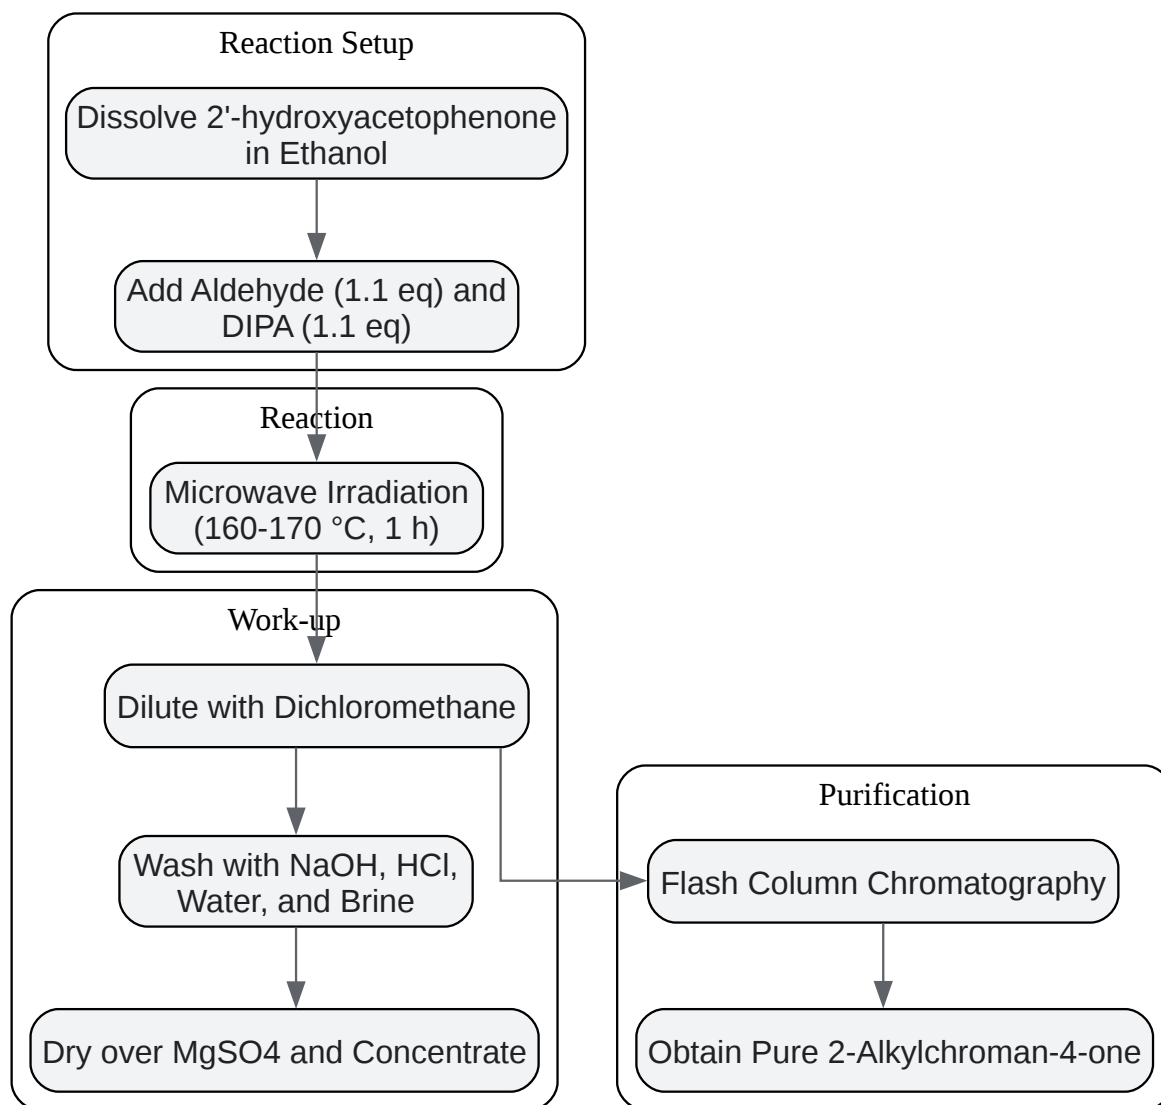 Reaction Setup
Dissolve 2'-hydroxyacetophenone
in Ethanol
Add Aldehyde (1.1 eq) and
DIPA (1.1 eq)
Reaction
Microwave Irradiation
(160-170 °C, 1 h)
Work-up
Dilute with Dichloromethane
Wash with NaOH, HCl,
Water, and Brine
Dry over MgSO4 and Concentrate
Purification
Flash Column Chromatography
Obtain Pure 2-Alkylchroman-4-one